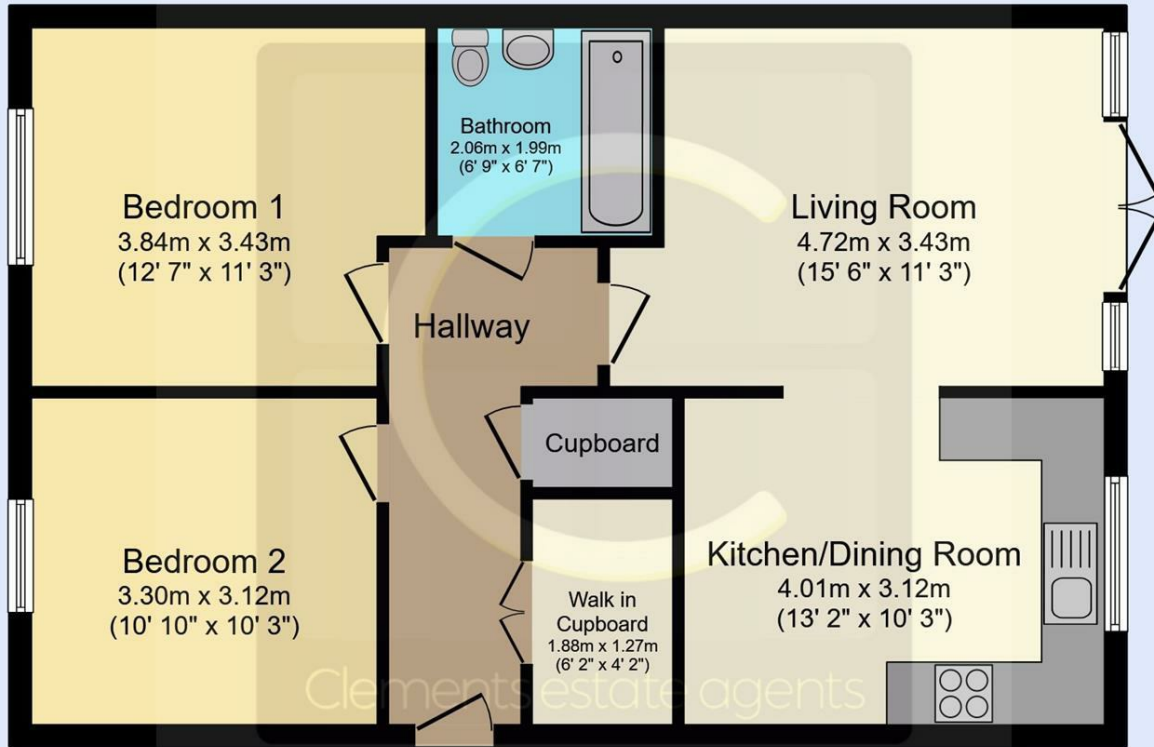 Bathroom
2.06m x 1.99m
(6' 9" x 6' 7")
Bedroom 1
3.84m x 3.43m
(12' 7" x 11' 3")
Living Room
4.72m x 3.43m
(15' 6" x 11' 3")
Hallway
Cupboard
Bedroom 2
3.30m x 3.12m
(10' 10" x 10' 3")
Walk in
Cupboard
1.88m x 1.27m
(6' 2" x 4' 2")
Kitchen/Dining Room
4.01m x 3.12m
(13' 2" x 10' 3")
Clements estate agents